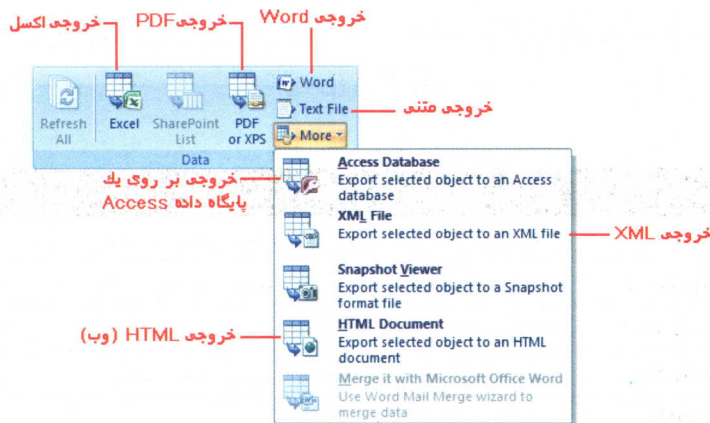 خروجی Word
خروجی PDF
خروجی اکسل
Word
Text File
خروجی متنی
Refresh All
Excel
SharePoint List
PDF or XPS
More
Data
خروجی بر روی یك
پایگاه داده Access
Access Database
Export selected object to an Access
database
XML File
Export selected object to an XML file
خروجی XML
Snapshot Viewer
Export selected object to a Snapshot
format file
HTML Document
Export selected object to an HTML
document
خروجی HTML (وب)
Merge it with Microsoft Office Word
Use Word Mail Merge wizard to
merge data